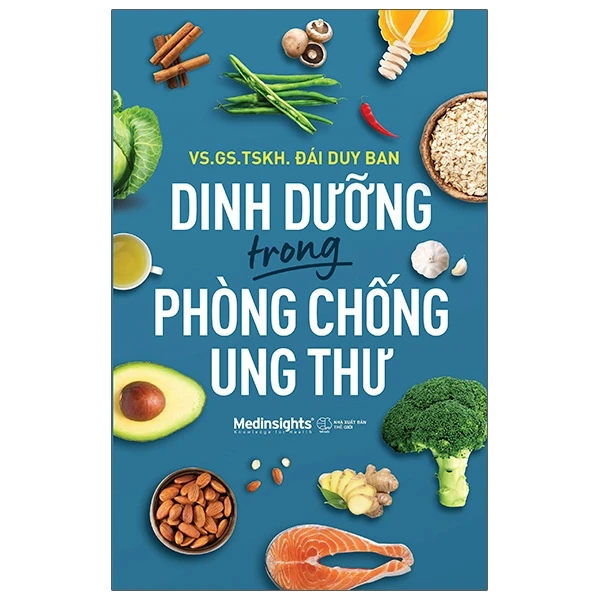 VS.GS.TSKH. ĐÁI DUY BAN
DINH DƯỠNG
trong
PHÒNG CHỐNG
UNG THƯ
Medinsights®
Knowledge for Health
NHÀ XUẤT BẢN
THẾ GIỚI